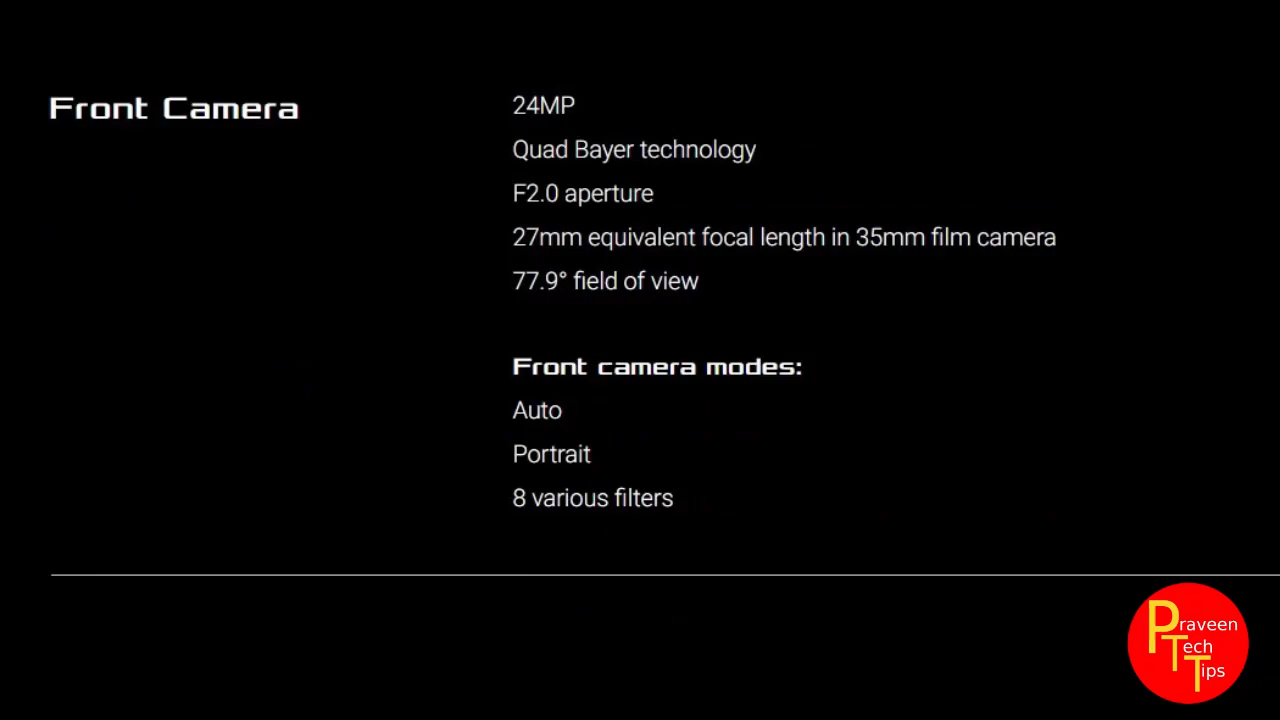 Front Camera
24MP
Quad Bayer technology
F2.0 aperture
27mm equivalent focal length in 35mm film camera
77.9° field of view
Front camera modes:
Auto
Portrait
8 various filters
Praveen
Tech
Tips